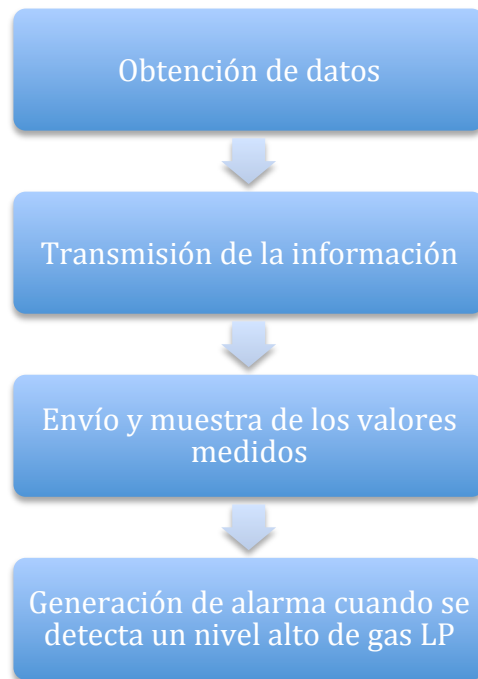 Obtención de datos
Transmisión de la información
Envío y muestra de los valores
medidos
Generación de alarma cuando se
detecta un nivel alto de gas LP